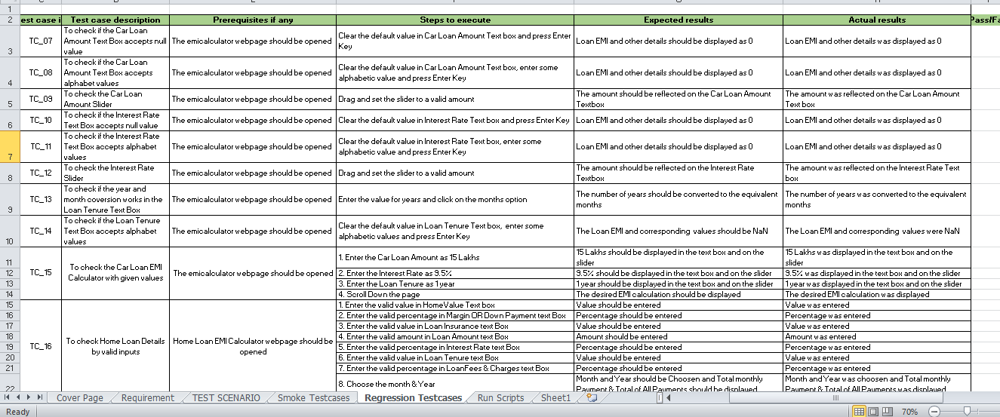 1
2 est case i Test case description Prerequisites if any Steps to execute Expected results Actual results Pass/Fa
To check if the Car Loan
Amount Text Box accepts null
value
3 TC_07 The emicalculator webpage should be opened
Clear the default value in Car Loan Amount Text box and press Enter
Key
Loan EMI and other details should be displayed as 0
Loan EMI and other details was displayed as 0
To check if the Car Loan
Amount Text Box accepts
alphabet values
4 TC_08 The emicalculator webpage should be opened
Clear the default value in Car Loan Amount Text box, enter some
alphabetic value and press Enter Key
Loan EMI and other details should be displayed as 0
Loan EMI and other details was displayed as 0
5 TC_09
To check the Car Loan
Amount Slider
The emicalculator webpage should be opened
Drag and set the slider to a valid amount
The amount should be reflected on the Car Loan Amount
Textbox
The amount was reflected on the Car Loan Amount
Text box
6 TC_10
To check if the Interest Rate
Text Box accepts null value
The emicalculator webpage should be opened
Clear the default value in Interest Rate Text box and press Enter Key
Loan EMI and other details should be displayed as 0
Loan EMI and other details was displayed as 0
7 TC_11
To check if the Interest Rate
Text Box accepts alphabet
values
The emicalculator webpage should be opened
Clear the default value in Interest Rate Text box, enter some
alphabetic value and press Enter Key
Loan EMI and other details should be displayed as 0
Loan EMI and other details was displayed as 0
8 TC_12
To check the Interest Rate
Slider
The emicalculator webpage should be opened
Drag and set the slider to a valid amount
The amount should be reflected on the Interest Rate
Textbox
The amount was reflected on the Interest Rate Text
box
9 TC_13
To check if the year and
month coversion works in the
Loan Tenure Text Box
The emicalculator webpage should be opened
Enter the value for years and click on the months option
The number of years should be converted to the equivalent
months
The number of years was converted to the equivalent
months
10 TC_14
To check if the Loan Tenure
Text Box accepts alphabet
values
The emicalculator webpage should be opened
Clear the default value in Loan Tenure Text box, enter some
alphabetic values and press Enter Key
The Loan EMI and corresponding values should be NaN
The Loan EMI and corresponding values were NaN
TC_15
To check the Car Loan EMI
Calculator with given values
The emicalculator webpage should be opened
11 1. Enter the Car Loan Amount as 15 Lakhs
15 Lakhs should be displayed in the text box and on the
slider
15 Lakhs was displayed in the text box and on the
slider
12 2. Enter the Interest Rate as 9.5% 9.5% should be displayed in the text box and on the slider 9.5% was displayed in the text box and on the slider
13 3. Enter the Loan Tenure as 1 year 1 year should be displayed in the text box and on the slider 1 year was displayed in the text box and on the slider
14 4. Scroll Down the page The desired EMI calculation should be displayed The desired EMI calculation was displayed
TC_16
To check Home Loan Details
by valid inputs
Home Loan EMI Calculator webpage should be
opened
15 1. Enter the valid value in HomeValue Text box Value should be entered Value was entered
16 2. Enter the valid percentage in Margin OR Down Payment text Box Percentage should be entered Percentage was entered
17 3. Enter the valid value in Loan Insurance text Box Value should be entered Value was entered
18 4. Enter the valid amount in Loan Amount text Box Amount should be entered Amount was entered
19 5. Enter the valid percentage in Interest Rate text Box Percentage should be entered Percentage was entered
20 6. Enter the valid value in Loan Tenure text Box Value should be entered Value was entered
21 7. Enter the valid percentage in LoanFees & Charges text Box Percentage should be entered Percentage was entered
22 8. Choose the month & Year
Month and Year should be Choosen and Total monthly
Payment & Total of All Payments should be displayed
Month and Year was choosen and Total monthly
Payment & Total of All Payments was displayed
Cover Page Requirement TEST SCENARIO Smoke Testcases Regression Testcases Run Scripts Sheet1
Ready 70%